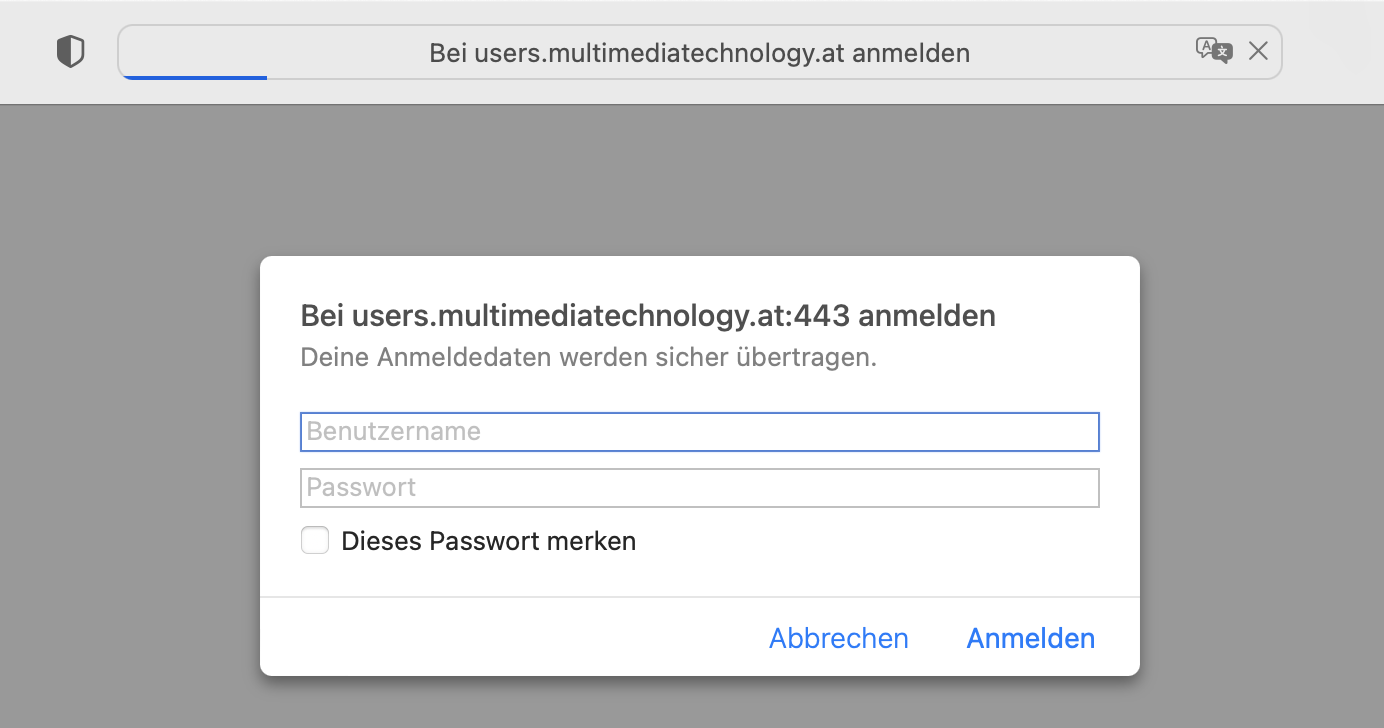 Bei users.multimediatechnology.at anmelden
Bei users.multimediatechnology.at:443 anmelden
Deine Anmeldedaten werden sicher übertragen.
Benutzername
Passwort
Dieses Passwort merken
Abbrechen Anmelden